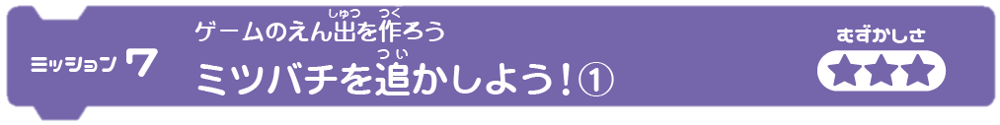 ミッション 7
ゲームのえん出を作ろう
ミツバチを追かしよう!①
むずかしさ
★★★